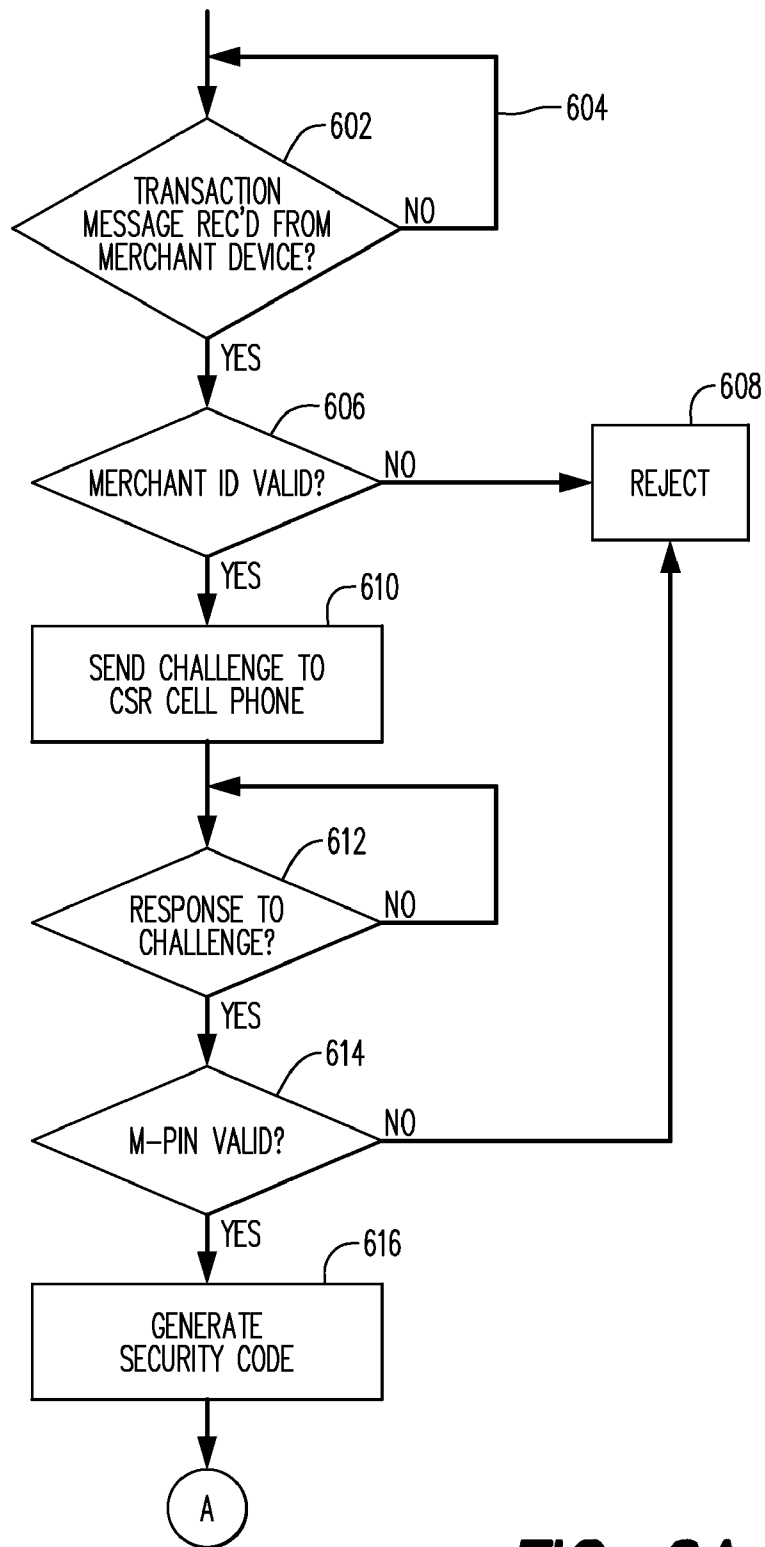 604
602
TRANSACTION
MESSAGE REC'D FROM
MERCHANT DEVICE?
NO
YES
606
608
MERCHANT ID VALID?
NO
REJECT
YES
610
SEND CHALLENGE TO
CSR CELL PHONE
612
RESPONSE TO
CHALLENGE?
NO
YES
614
M-PIN VALID?
NO
YES
616
GENERATE
SECURITY CODE
A